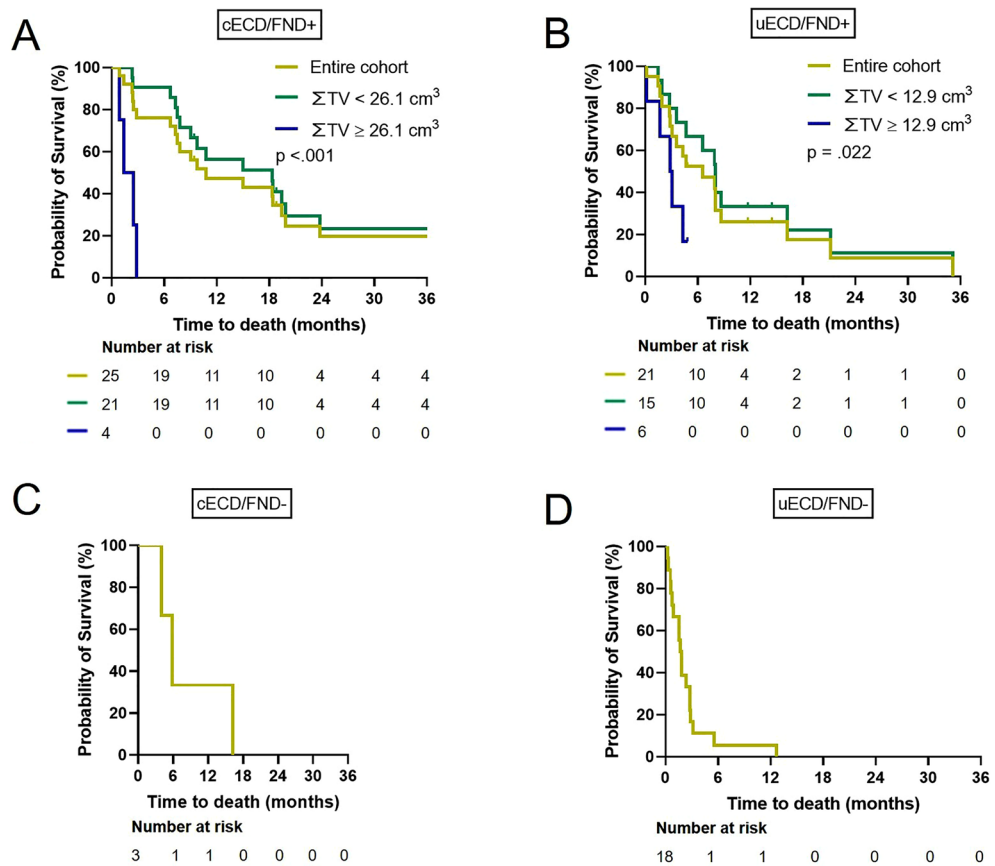 A
cECD/FND+
Probability of Survival (%)
100
80
60
40
20
0
Entire cohort
ΣTV < 26.1 cm³
ΣTV ≥ 26.1 cm³
p <.001
0 6 12 18 24 30 36
Time to death (months)
Number at risk
25 19 11 10 4 4 4
21 19 11 10 4 4 4
4 0 0 0 0 0 0
B
uECD/FND+
Probability of Survival (%)
100
80
60
40
20
0
Entire cohort
ΣTV < 12.9 cm³
ΣTV ≥ 12.9 cm³
p = .022
0 6 12 18 24 30 36
Time to death (months)
Number at risk
21 10 4 2 1 1 0
15 10 4 2 1 1 0
6 0 0 0 0 0 0
C
cECD/FND-
Probability of Survival (%)
100
80
60
40
20
0
0 6 12 18 24 30 36
Time to death (months)
Number at risk
3 1 1 0 0 0 0
D
uECD/FND-
Probability of Survival (%)
100
80
60
40
20
0
0 6 12 18 24 30 36
Time to death (months)
Number at risk
18 1 1 0 0 0 0